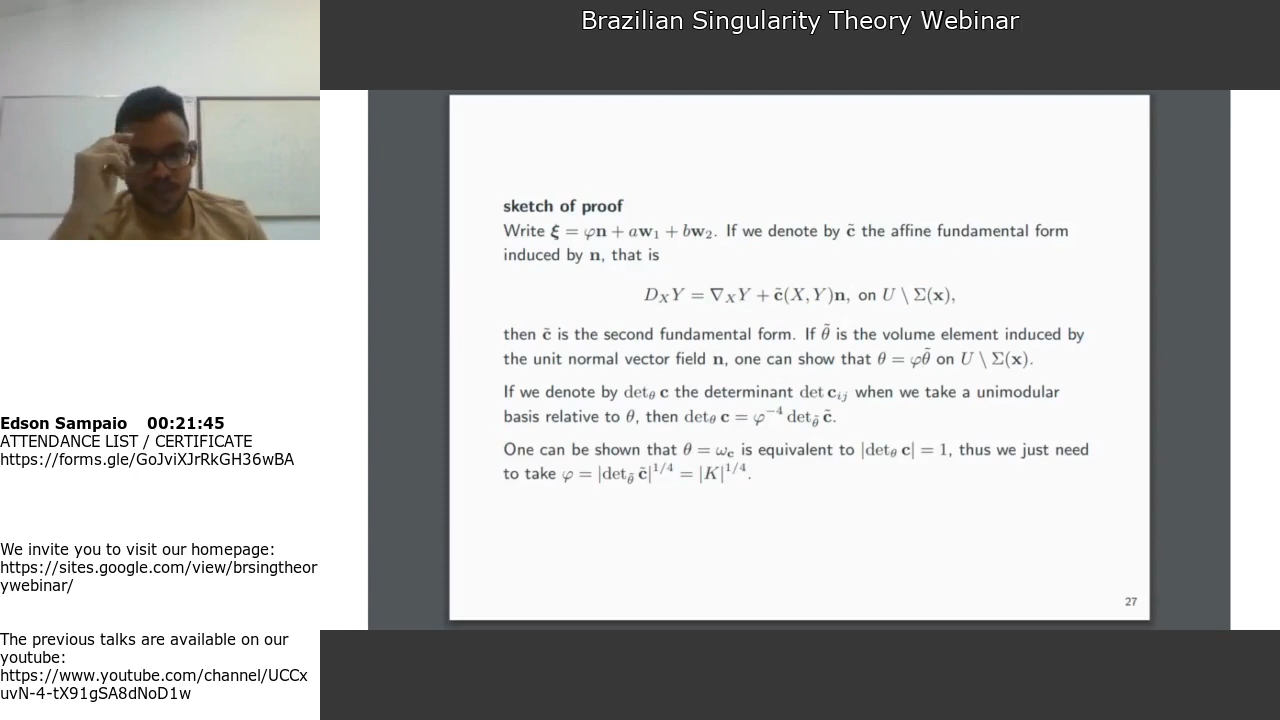 Brazilian Singularity Theory Webinar
sketch of proof
Write ξ = φn + aw₁ + bw₂. If we denote by c̃ the affine fundamental form
induced by n, that is
D_X Y = ∇_X Y + c̃(X, Y)n, on U \ Σ(x),
then c̃ is the second fundamental form. If θ̃ is the volume element induced by
the unit normal vector field n, one can show that θ = φθ̃ on U \ Σ(x).
If we denote by det_θ c the determinant det c_ij when we take a unimodular
basis relative to θ, then det_θ c = φ⁻⁴ det_θ̃ c̃.
One can be shown that θ = ω_c is equivalent to |det_θ c| = 1, thus we just need
to take φ = |det_θ̃ c̃|^1/4 = |K|^1/4.
27
Edson Sampaio 00:21:45
ATTENDANCE LIST / CERTIFICATE
https://forms.gle/GoJviXJrRkGH36wBA
We invite you to visit our homepage:
https://sites.google.com/view/brsingtheor
ywebinar/
The previous talks are available on our
youtube:
https://www.youtube.com/channel/UCCx
uvN-4-tX91gSA8dNoD1w